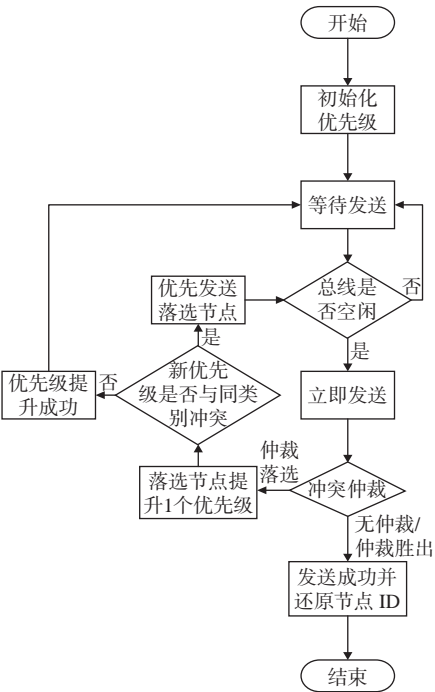 开始
初始化
优先级
等待发送
优先发送
落选节点
总线是
否空闲
否
是
是
新优先
级是否与同类
别冲突
否
优先级提
升成功
立即发送
仲裁
落选
落选节点提
升1个优先级
冲突仲裁
无仲裁/
仲裁胜出
发送成功并
还原节点 ID
结束